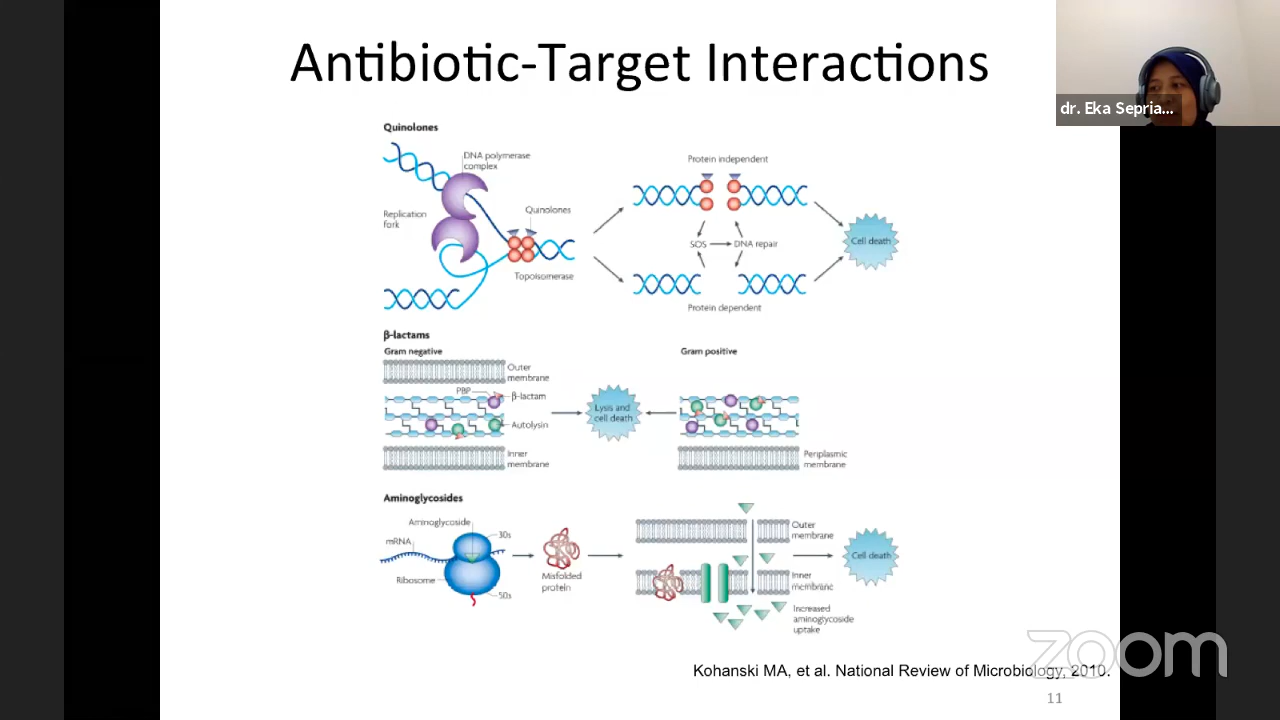 Antibiotic-Target Interactions
dr. Eka Sepria...
Quinolones
DNA polymerase
complex
Replication
fork
Quinolones
Topoisomerase
Protein independent
SOS
DNA repair
Protein dependent
Cell death
β-lactams
Gram negative
Outer
membrane
PBP
β-lactam
Autolysin
Inner
membrane
Lysis and
cell death
Gram positive
Periplasmic
membrane
Aminoglycosides
Aminoglycoside
mRNA
30s
Ribosome
50s
Misfolded
protein
Outer
membrane
Inner
membrane
Increased
aminoglycoside
uptake
Cell death
zoom
Kohanski MA, et al. National Review of Microbiology, 2010.
11